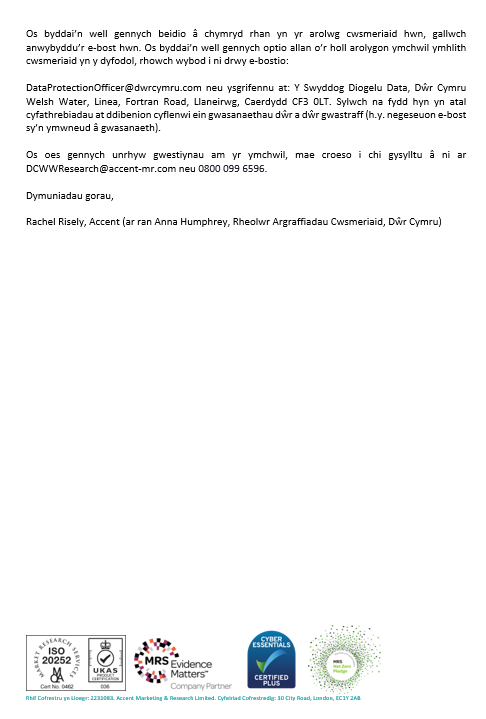 Os byddai’n well gennych beidio â chymryd rhan yn yr arolwg cwsmeriaid hwn, gallwch
anwybyddu’r e-bost hwn. Os byddai’n well gennych optio allan o’r holl arolygon ymchwil ymhlith
cwsmeriaid yn y dyfodol, rhowch wybod i ni drwy e-bostio:
DataProtectionOfficer@dwrcymru.com neu ysgrifennu at: Y Swyddog Diogelu Data, Dŵr Cymru
Welsh Water, Linea, Fortran Road, Llaneirwg, Caerdydd CF3 0LT. Sylwch na fydd hyn yn atal
cyfathrebiadau at ddibenion cyflenwi ein gwasanaethau dŵr a dŵr gwastraff (h.y. negeseuon e-bost
sy’n ymwneud â gwasanaeth).
Os oes gennych unrhyw gwestiynau am yr ymchwil, mae croeso i chi gysylltu â ni ar
DCWWResearch@accent-mr.com neu 0800 099 6596.
Dymuniadau gorau,
Rachel Risely, Accent (ar ran Anna Humphrey, Rheolwr Argraffiadau Cwsmeriaid, Dŵr Cymru)
MARKET RESEARCH SERVICES
ISO
20252
Cert No. 0462
UKAS
PRODUCT
CERTIFICATION
036
MRS Evidence
Matters™
Company Partner
CYBER
ESSENTIALS
CERTIFIED
PLUS
MRS
Net Zero
Pledge
Rhif Cofrestru yn Lloegr: 2231083. Accent Marketing & Research Limited. Cyfeiriad Cofrestredig: 30 City Road, London, EC1Y 2AB